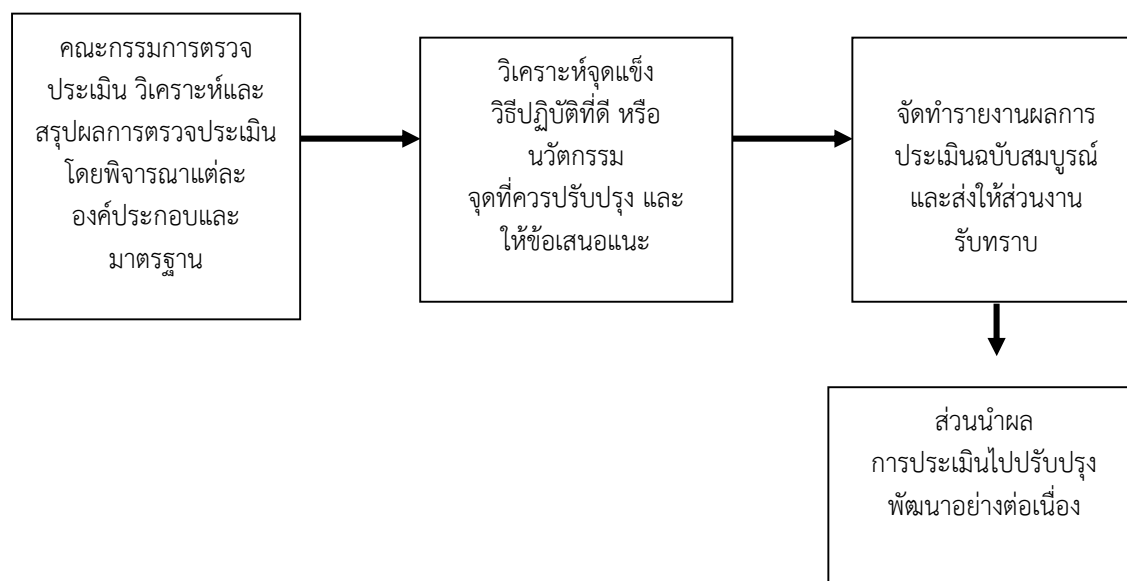 คณะกรรมการตรวจ
ประเมิน วิเคราะห์และ
สรุปผลการตรวจประเมิน
โดยพิจารณาแต่ละ
องค์ประกอบและ
มาตรฐาน
วิเคราะห์จุดแข็ง
วิธีปฏิบัติที่ดี หรือ
นวัตกรรม
จุดที่ควรปรับปรุง และ
ให้ข้อเสนอแนะ
จัดทำรายงานผลการ
ประเมินฉบับสมบูรณ์
และส่งให้ส่วนงาน
รับทราบ
ส่วนนำผล
การประเมินไปปรับปรุง
พัฒนาอย่างต่อเนื่อง